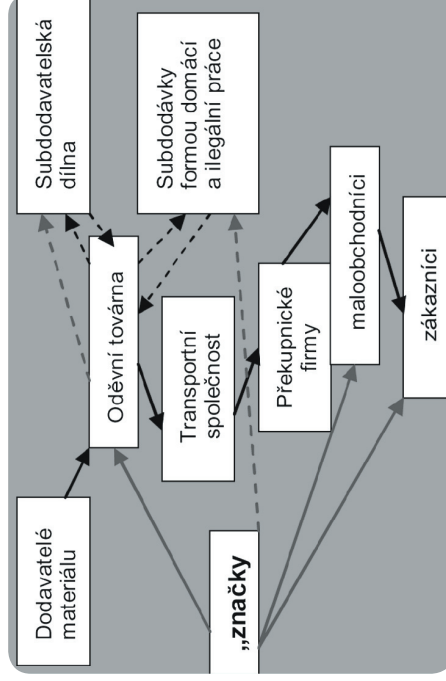 Dodavatelé
materiálu
„značky
Oděvní továrna
Transportní
společnost
Překupnické
firmy
maloobchodníci
zákazníci
Subdodavatelská
dílna
Subdodávky
formou domácí
a ilegální práce